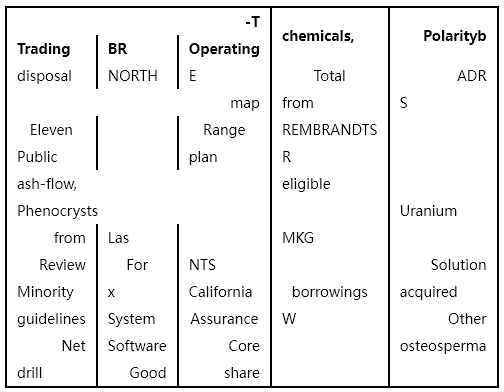 -T
Trading BR Operating chemicals, Polarityb
disposal NORTH E Total ADR
map from S
Eleven Range REMBRANDTS
Public plan R
ash-flow, eligible
Phenocrysts Uranium
from Las MKG
Review For NTS Solution
Minority x California borrowings acquired
guidelines System Assurance W Other
Net Software Core osteosperma
drill Good share